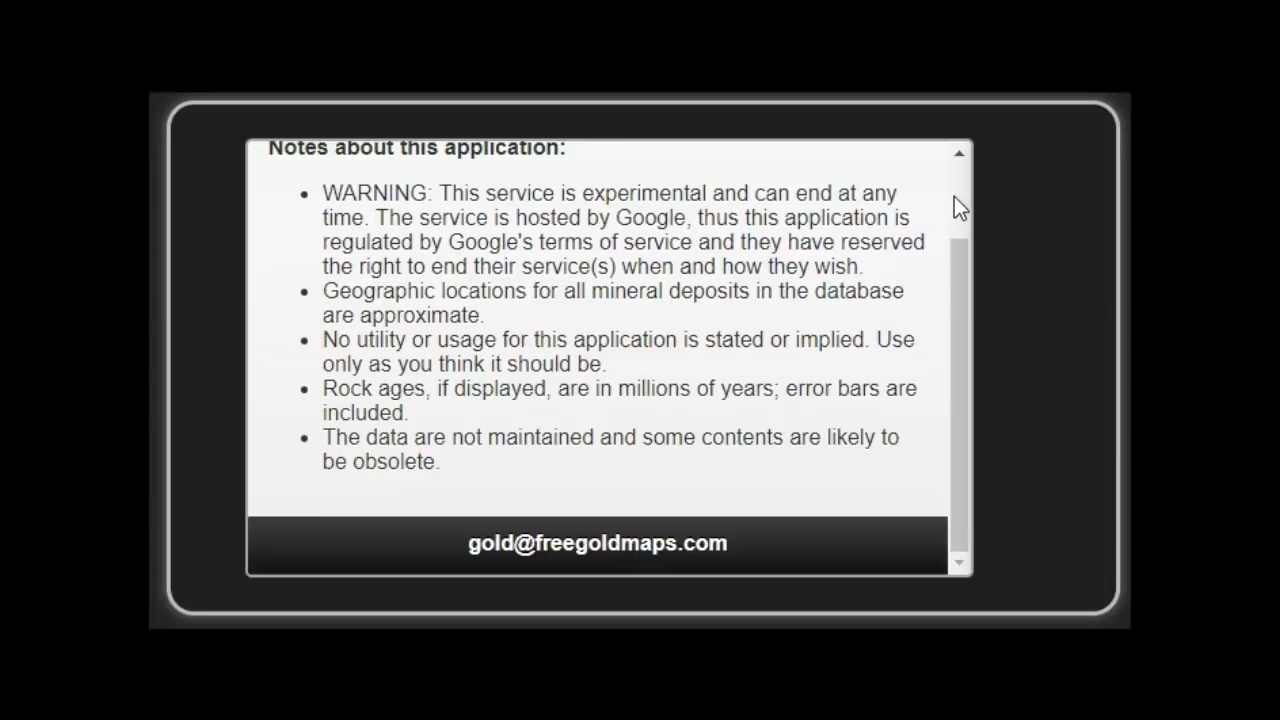 Notes about this application:
• WARNING: This service is experimental and can end at any
time. The service is hosted by Google, thus this application is
regulated by Google's terms of service and they have reserved
the right to end their service(s) when and how they wish.
• Geographic locations for all mineral deposits in the database
are approximate.
• No utility or usage for this application is stated or implied. Use
only as you think it should be.
• Rock ages, if displayed, are in millions of years; error bars are
included.
• The data are not maintained and some contents are likely to
be obsolete.
gold@freegoldmaps.com